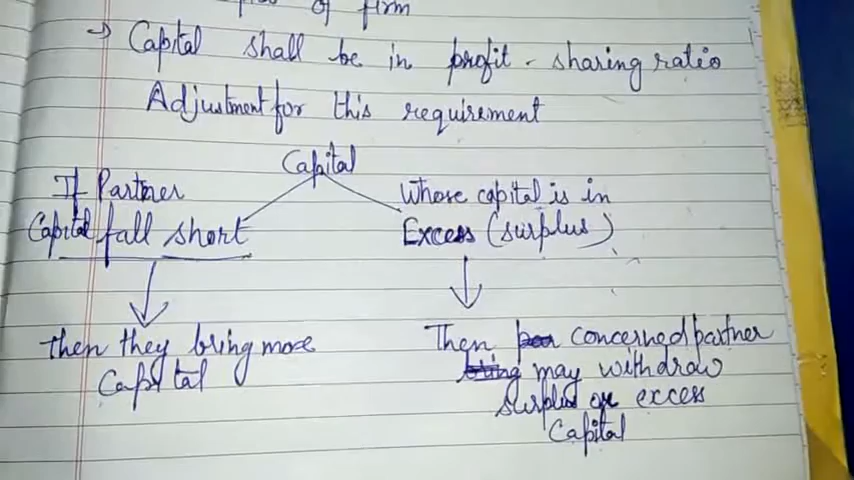 of firm
→ Capital shall be in profit - sharing ratio
Adjustment for this requirement
Capital
If Partner
Capital fall short
then they bring more
Capital
Whose capital is in
Excess (surplus)
Then concerned partner
may withdraw
surplus or excess
Capital